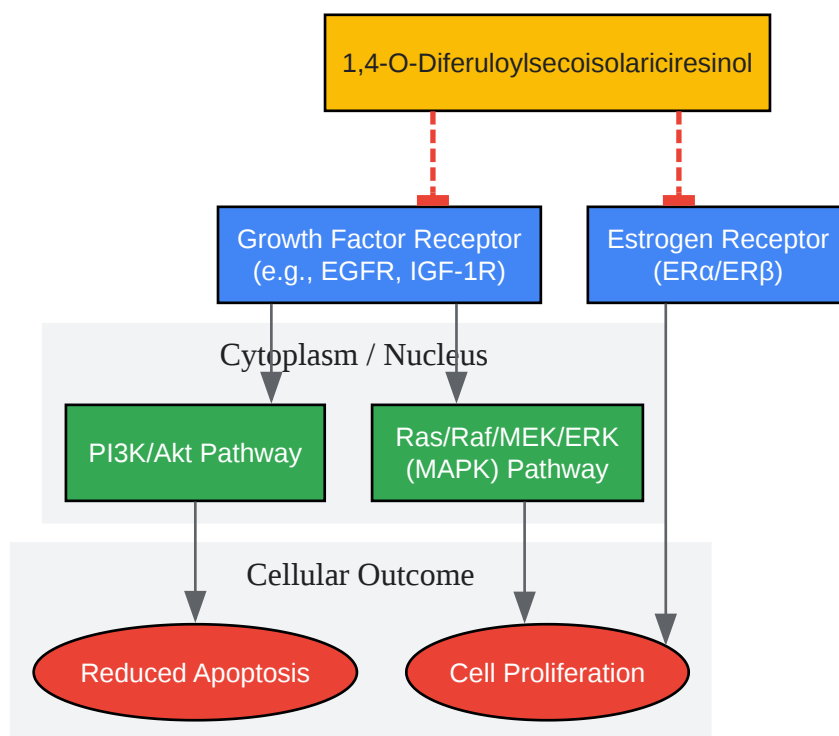 1,4-O-Diferuloylsecoisolariciresinol
Growth Factor Receptor
(e.g., EGFR, IGF-1R)
Estrogen Receptor
(ERα/ERβ)
Cytoplasm / Nucleus
PI3K/Akt Pathway
Ras/Raf/MEK/ERK
(MAPK) Pathway
Cellular Outcome
Reduced Apoptosis
Cell Proliferation